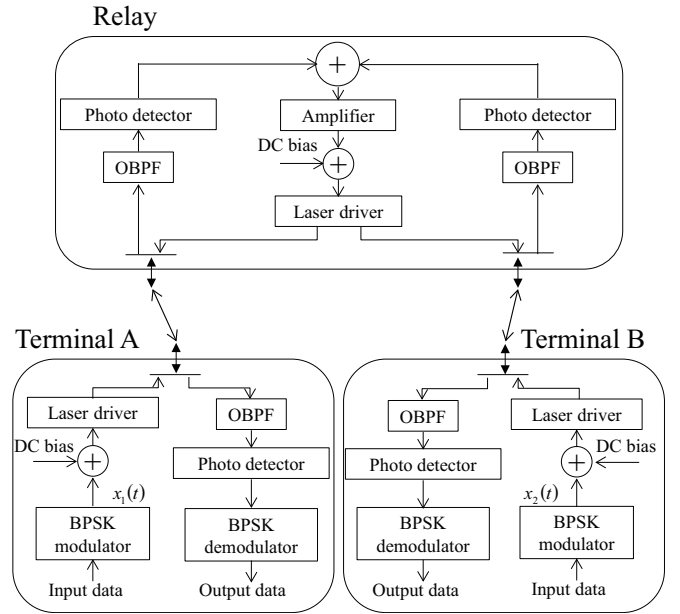 Relay
+
Photo detector
Amplifier
Photo detector
DC bias
+
OBPF
OBPF
Laser driver
Terminal A
Terminal B
Laser driver
OBPF
OBPF
Laser driver
DC bias
+
Photo detector
Photo detector
+
DC bias
x₁(t)
x₂(t)
BPSK
modulator
BPSK
demodulator
BPSK
demodulator
BPSK
modulator
Input data
Output data
Output data
Input data